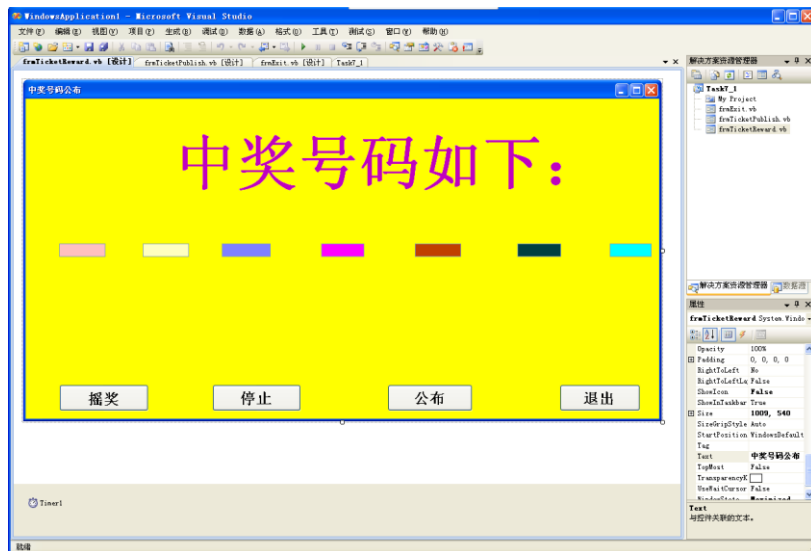 WindowsApplication1 - Microsoft Visual Studio
文件(F) 编辑(E) 视图(V) 项目(P) 生成(B) 调试(D) 数据(A) 格式(O) 工具(T) 测试(S) 窗口(W) 帮助(H)
frmTicketReward.vb [设计] frmTicketPublish.vb [设计] frmExit.vb [设计] Task7_1
解决方案资源管理器
Task7_1
My Project
frmExit.vb
frmTicketPublish.vb
frmTicketReward.vb
中奖号码公布
中奖号码如下：
摇奖 停止 公布 退出
Timer1
解决方案资源管理器 数据源
属性
frmTicketReward System.Windo
Opacity 100%
Padding 0, 0, 0, 0
RightToLeft No
RightToLeftLa False
ShowIcon False
ShowInTaskbar True
Size 1009, 540
SizeGripStyle Auto
StartPosition WindowsDefault
Tag
Text 中奖号码公布
TopMost False
TransparencyK
UseWaitCursor False
WindowState Maximized
Text
与控件关联的文本。
就绪